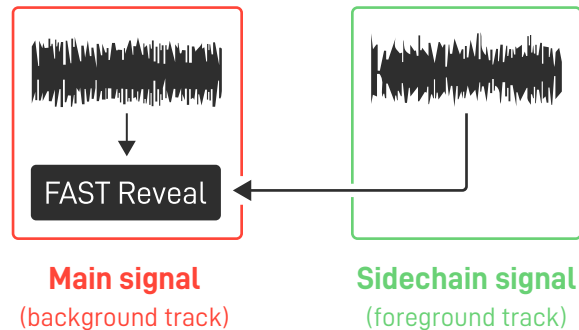 FAST Reveal
Main signal
(background track)
Sidechain signal
(foreground track)